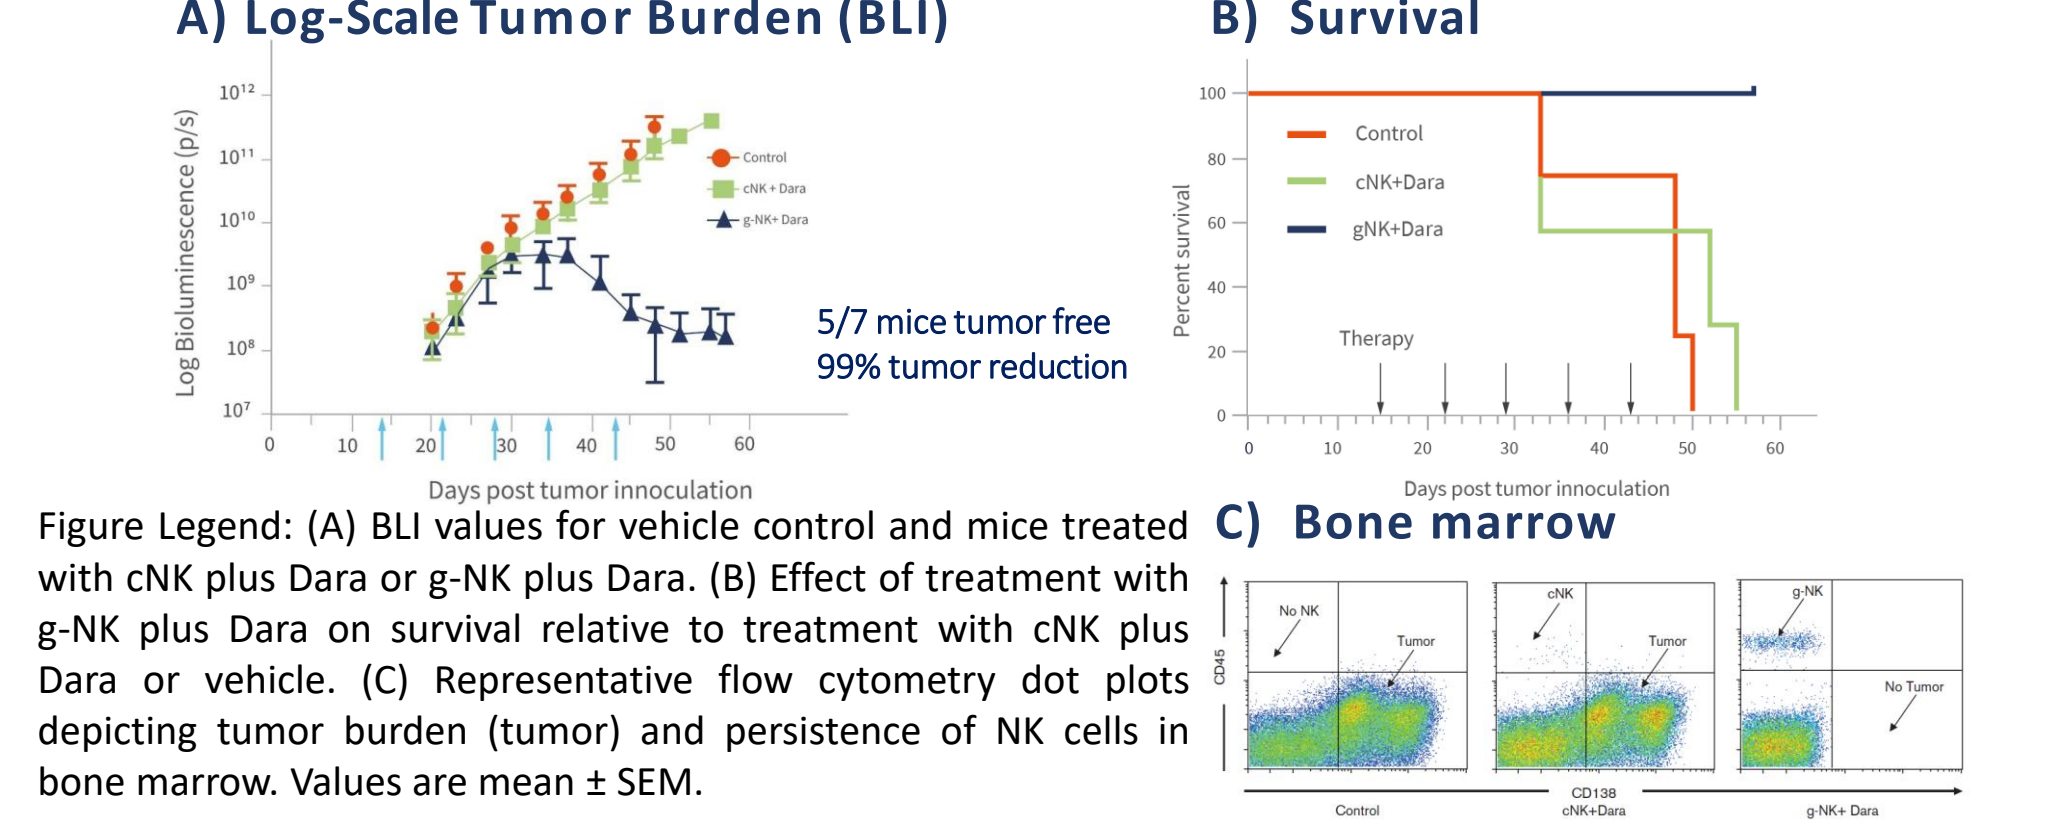 A) Log-Scale Tumor Burden (BLI)
Log Bioluminescence (p/s)
10¹²
10¹¹
10¹⁰
10⁹
10⁸
10⁷
0 10 20 30 40 50 60
Days post tumor innoculation
Control
cNK + Dara
g-NK+ Dara
5/7 mice tumor free
99% tumor reduction
B) Survival
Percent survival
100
80
60
40
20
0
Control
cNK+Dara
gNK+Dara
Therapy
0 10 20 30 40 50 60
Days post tumor innoculation
Figure Legend: (A) BLI values for vehicle control and mice treated
with cNK plus Dara or g-NK plus Dara. (B) Effect of treatment with
g-NK plus Dara on survival relative to treatment with cNK plus
Dara or vehicle. (C) Representative flow cytometry dot plots
depicting tumor burden (tumor) and persistence of NK cells in
bone marrow. Values are mean ± SEM.
C) Bone marrow
CD45
No NK
Tumor
cNK
Tumor
g-NK
No Tumor
CD138
Control
cNK+Dara
g-NK+ Dara